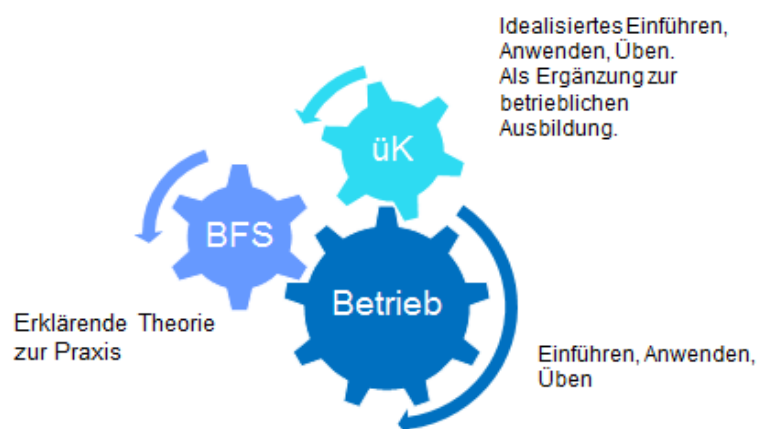 Idealisiertes Einführen,
Anwenden, Üben.
Als Ergänzung zur
betrieblichen
Ausbildung.
üK
BFS
Betrieb
Erklärende Theorie
zur Praxis
Einführen, Anwenden,
Üben